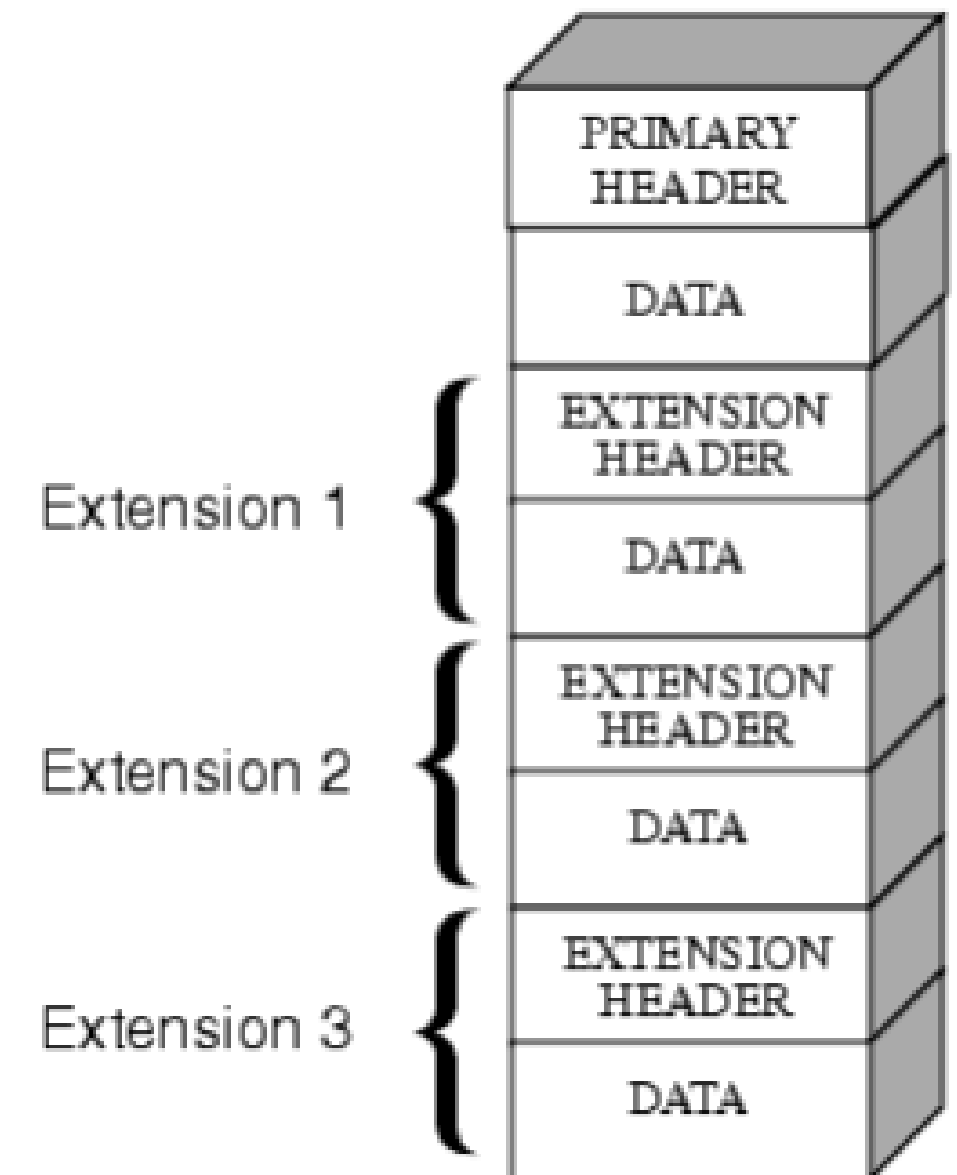 PRIMARY
HEADER
DATA
Extension 1
EXTENSION
HEADER
DATA
Extension 2
EXTENSION
HEADER
DATA
Extension 3
EXTENSION
HEADER
DATA